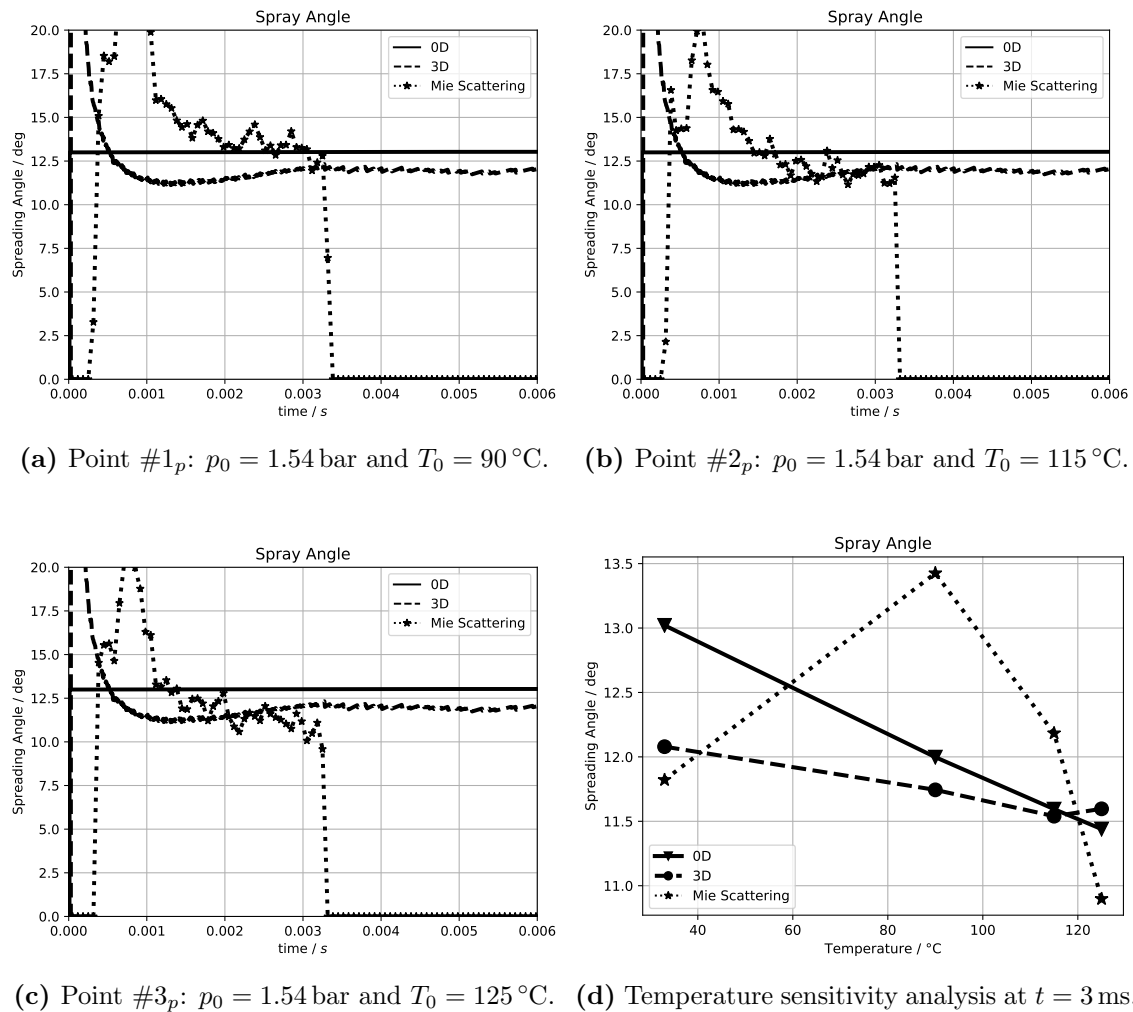 Spray Angle
20.0
17.5
15.0
12.5
10.0
7.5
5.0
2.5
0.0
Spreading Angle / deg
0D
3D
Mie Scattering
0.000 0.001 0.002 0.003 0.004 0.005 0.006
time / s
(a) Point #1p: p0 = 1.54 bar and T0 = 90 °C.
Spray Angle
20.0
17.5
15.0
12.5
10.0
7.5
5.0
2.5
0.0
Spreading Angle / deg
0D
3D
Mie Scattering
0.000 0.001 0.002 0.003 0.004 0.005 0.006
time / s
(b) Point #2p: p0 = 1.54 bar and T0 = 115 °C.
Spray Angle
20.0
17.5
15.0
12.5
10.0
7.5
5.0
2.5
0.0
Spreading Angle / deg
0D
3D
Mie Scattering
0.000 0.001 0.002 0.003 0.004 0.005 0.006
time / s
(c) Point #3p: p0 = 1.54 bar and T0 = 125 °C.
Spray Angle
13.5
13.0
12.5
12.0
11.5
11.0
Spreading Angle / deg
0D
3D
Mie Scattering
40 60 80 100 120
Temperature / °C
(d) Temperature sensitivity analysis at t = 3 ms.